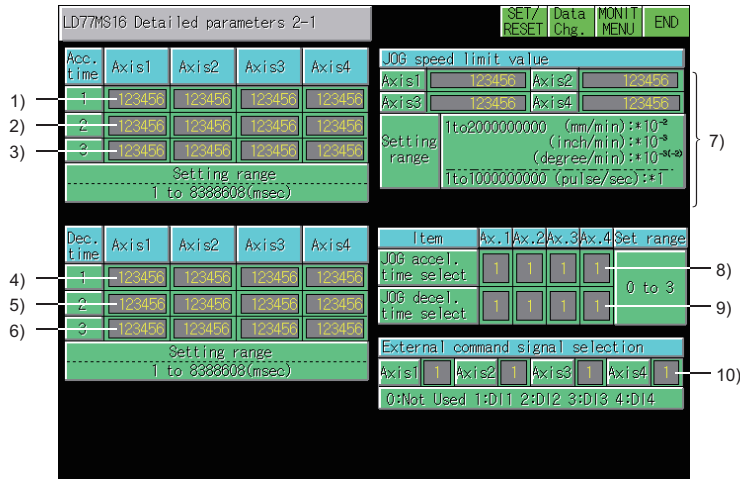 LD77MS16 Detailed parameters 2-1
SET/ RESET
Data Chg.
MONIT MENU
END
Acc. time Axis1 Axis2 Axis3 Axis4
1) 1 123456 123456 123456 123456
2) 2 123456 123456 123456 123456
3) 3 123456 123456 123456 123456
Setting range
1 to 8388608(msec)
JOG speed limit value
Axis1 123456 Axis2 123456
Axis3 123456 Axis4 123456
Setting range
1to2000000000 (mm/min):*10-2
(inch/min):*10-3
(degree/min):*10-3(-2)
1to1000000000 (pulse/sec):*1
7)
Dec. time Axis1 Axis2 Axis3 Axis4
4) 1 123456 123456 123456 123456
5) 2 123456 123456 123456 123456
6) 3 123456 123456 123456 123456
Setting range
1 to 8388608(msec)
Item Ax.1 Ax.2 Ax.3 Ax.4 Set range
JOG accel. time select 1 1 1 1 8)
JOG decel. time select 1 1 1 1 9)
0 to 3
External command signal selection
Axis1 1 Axis2 1 Axis3 1 Axis4 1 10)
0:Not Used 1:DI1 2:DI2 3:DI3 4:DI4